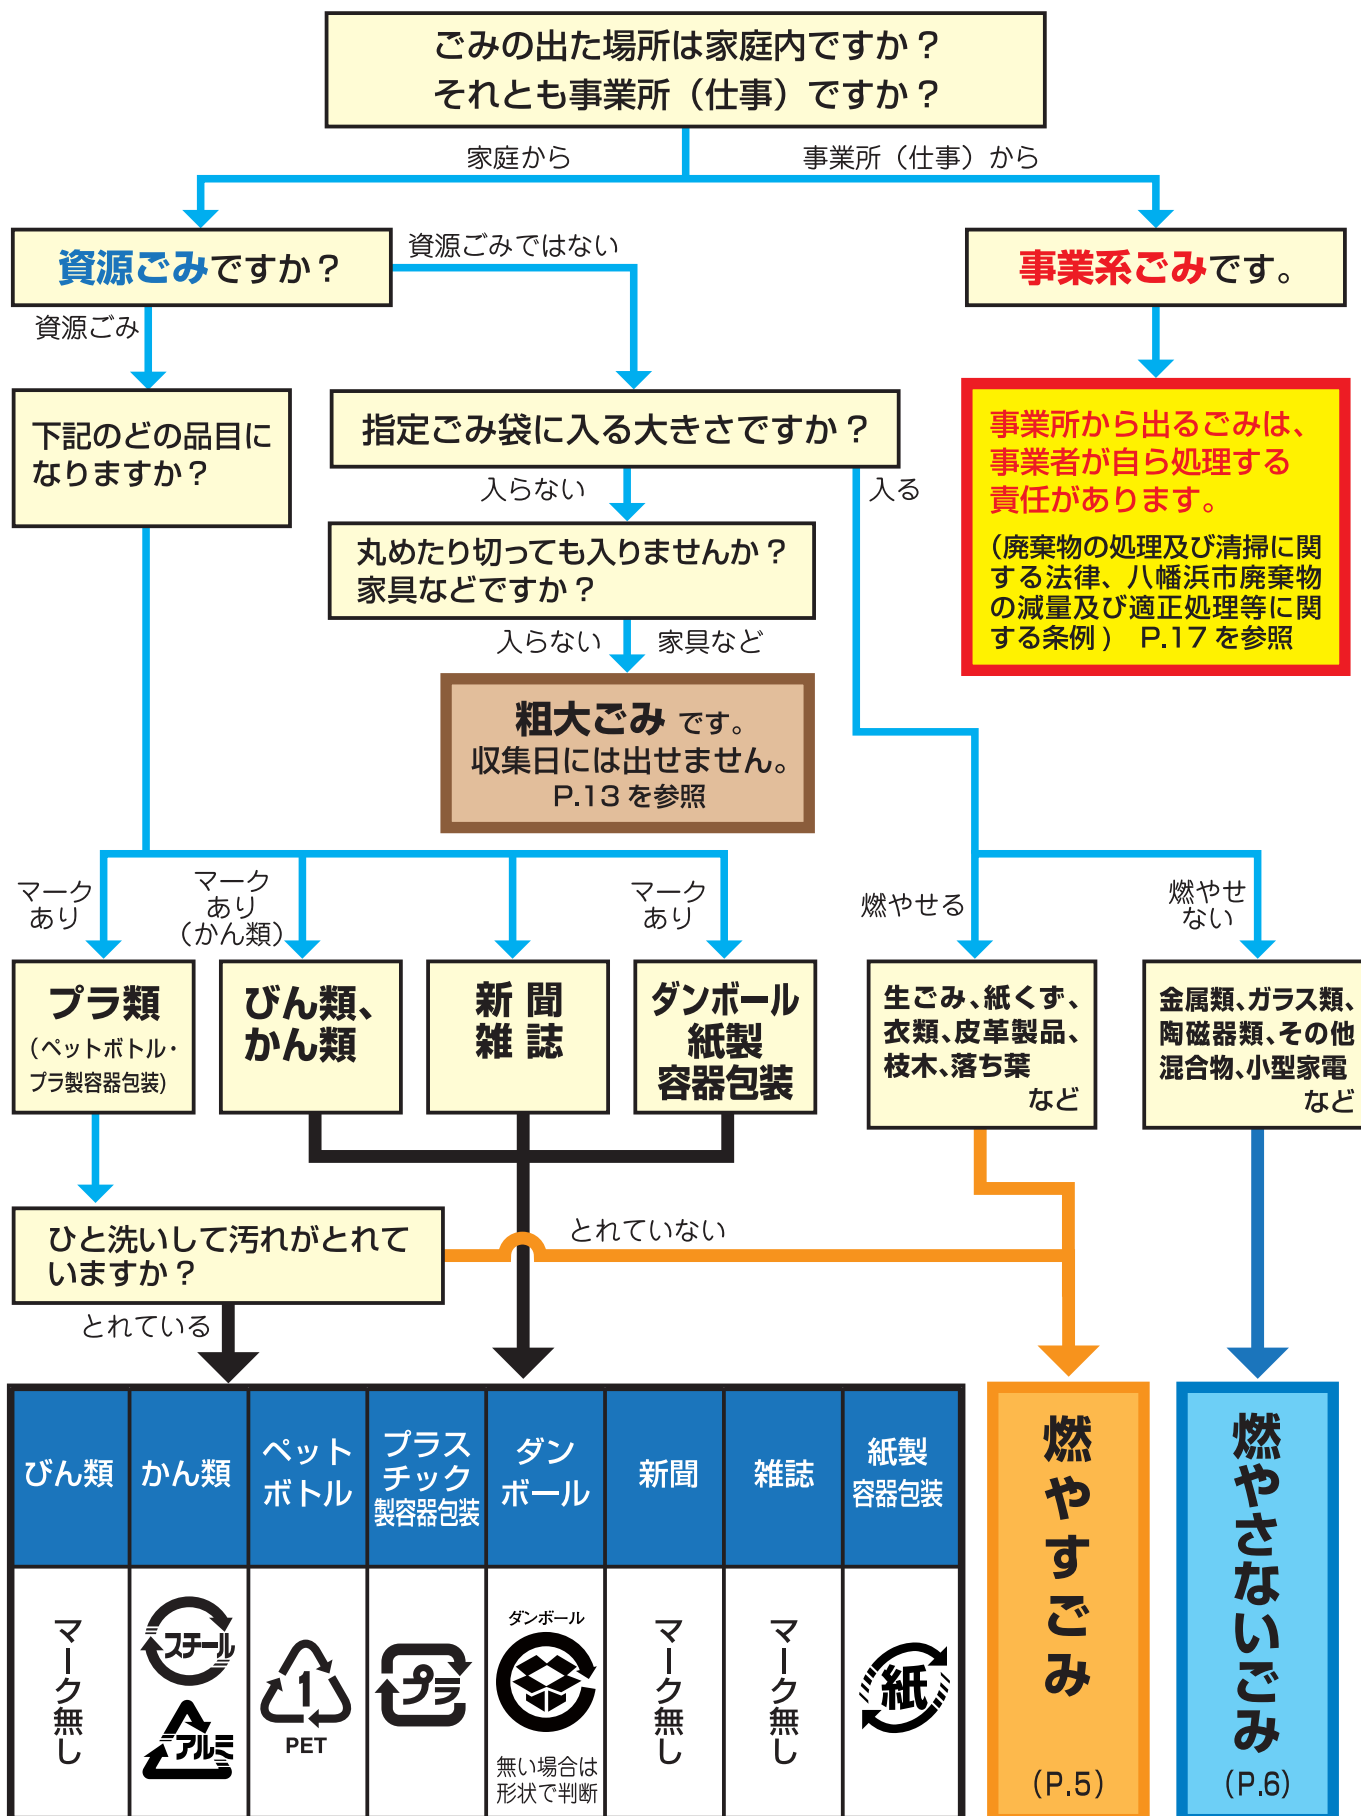 ごみの出た場所は家庭内ですか？
それとも事業所（仕事）ですか？
家庭から
事業所（仕事）から
資源ごみですか？
資源ごみではない
事業系ごみです。
資源ごみ
下記のどの品目に
なりますか？
指定ごみ袋に入る大きさですか？
入らない
入る
丸めたり切っても入りませんか？
家具などですか？
入らない
家具など
粗大ごみ です。
収集日には出せません。
P.13 を参照
事業所から出るごみは、
事業者が自ら処理する
責任があります。
（廃棄物の処理及び清掃に関
する法律、八幡浜市廃棄物
の減量及び適正処理等に関
する条例） P.17 を参照
マーク
あり
マーク
あり
（かん類）
マーク
あり
燃やせる
燃やせ
ない
プラ類
（ペットボトル・
プラ製容器包装)
びん類、
かん類
新聞
雑誌
ダンボール
紙製
容器包装
生ごみ、紙くず、
衣類、皮革製品、
枝木、落ち葉
など
金属類、ガラス類、
陶磁器類、その他
混合物、小型家電
など
ひと洗いして汚れがとれて
いますか？
とれていない
とれている
びん類
かん類
ペット
ボトル
プラス
チック
製容器包装
ダン
ボール
新聞
雑誌
紙製
容器包装
マーク無し
スチール
アルミ
1
PET
プラ
ダンボール
無い場合は
形状で判断
マーク無し
マーク無し
紙
燃やすごみ
（P.5）
燃やさないごみ
（P.6）